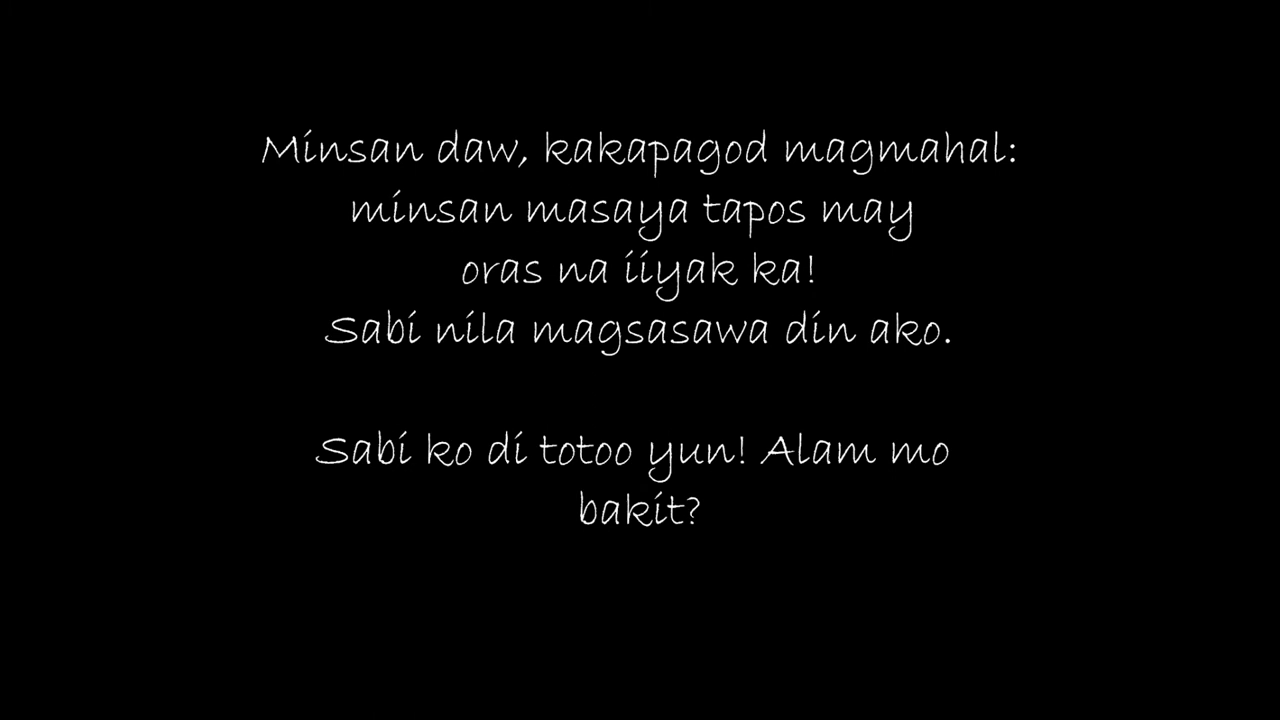 Minsan daw, kakapagod magmahal:
minsan masaya tapos may
oras na iiyak ka!
Sabi nila magsasawa din ako.
Sabi ko di totoo yun! Alam mo
bakit?